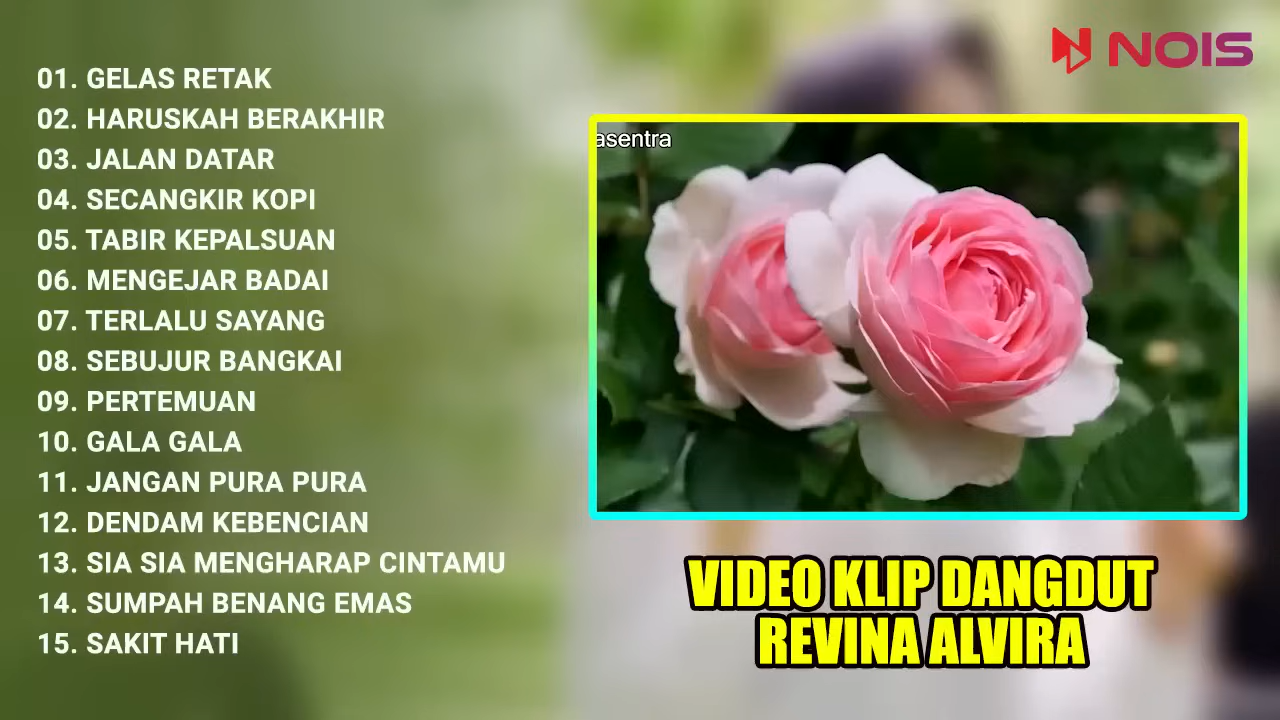 01. GELAS RETAK
02. HARUSKAH BERAKHIR
03. JALAN DATAR
04. SECANGKIR KOPI
05. TABIR KEPALSUAN
06. MENGEJAR BADAI
07. TERLALU SAYANG
08. SEBUJUR BANGKAI
09. PERTEMUAN
10. GALA GALA
11. JANGAN PURA PURA
12. DENDAM KEBENCIAN
13. SIA SIA MENGHARAP CINTAMU
14. SUMPAH BENANG EMAS
15. SAKIT HATI
NOIS
asentra
VIDEO KLIP DANGDUT
REVINA ALVIRA